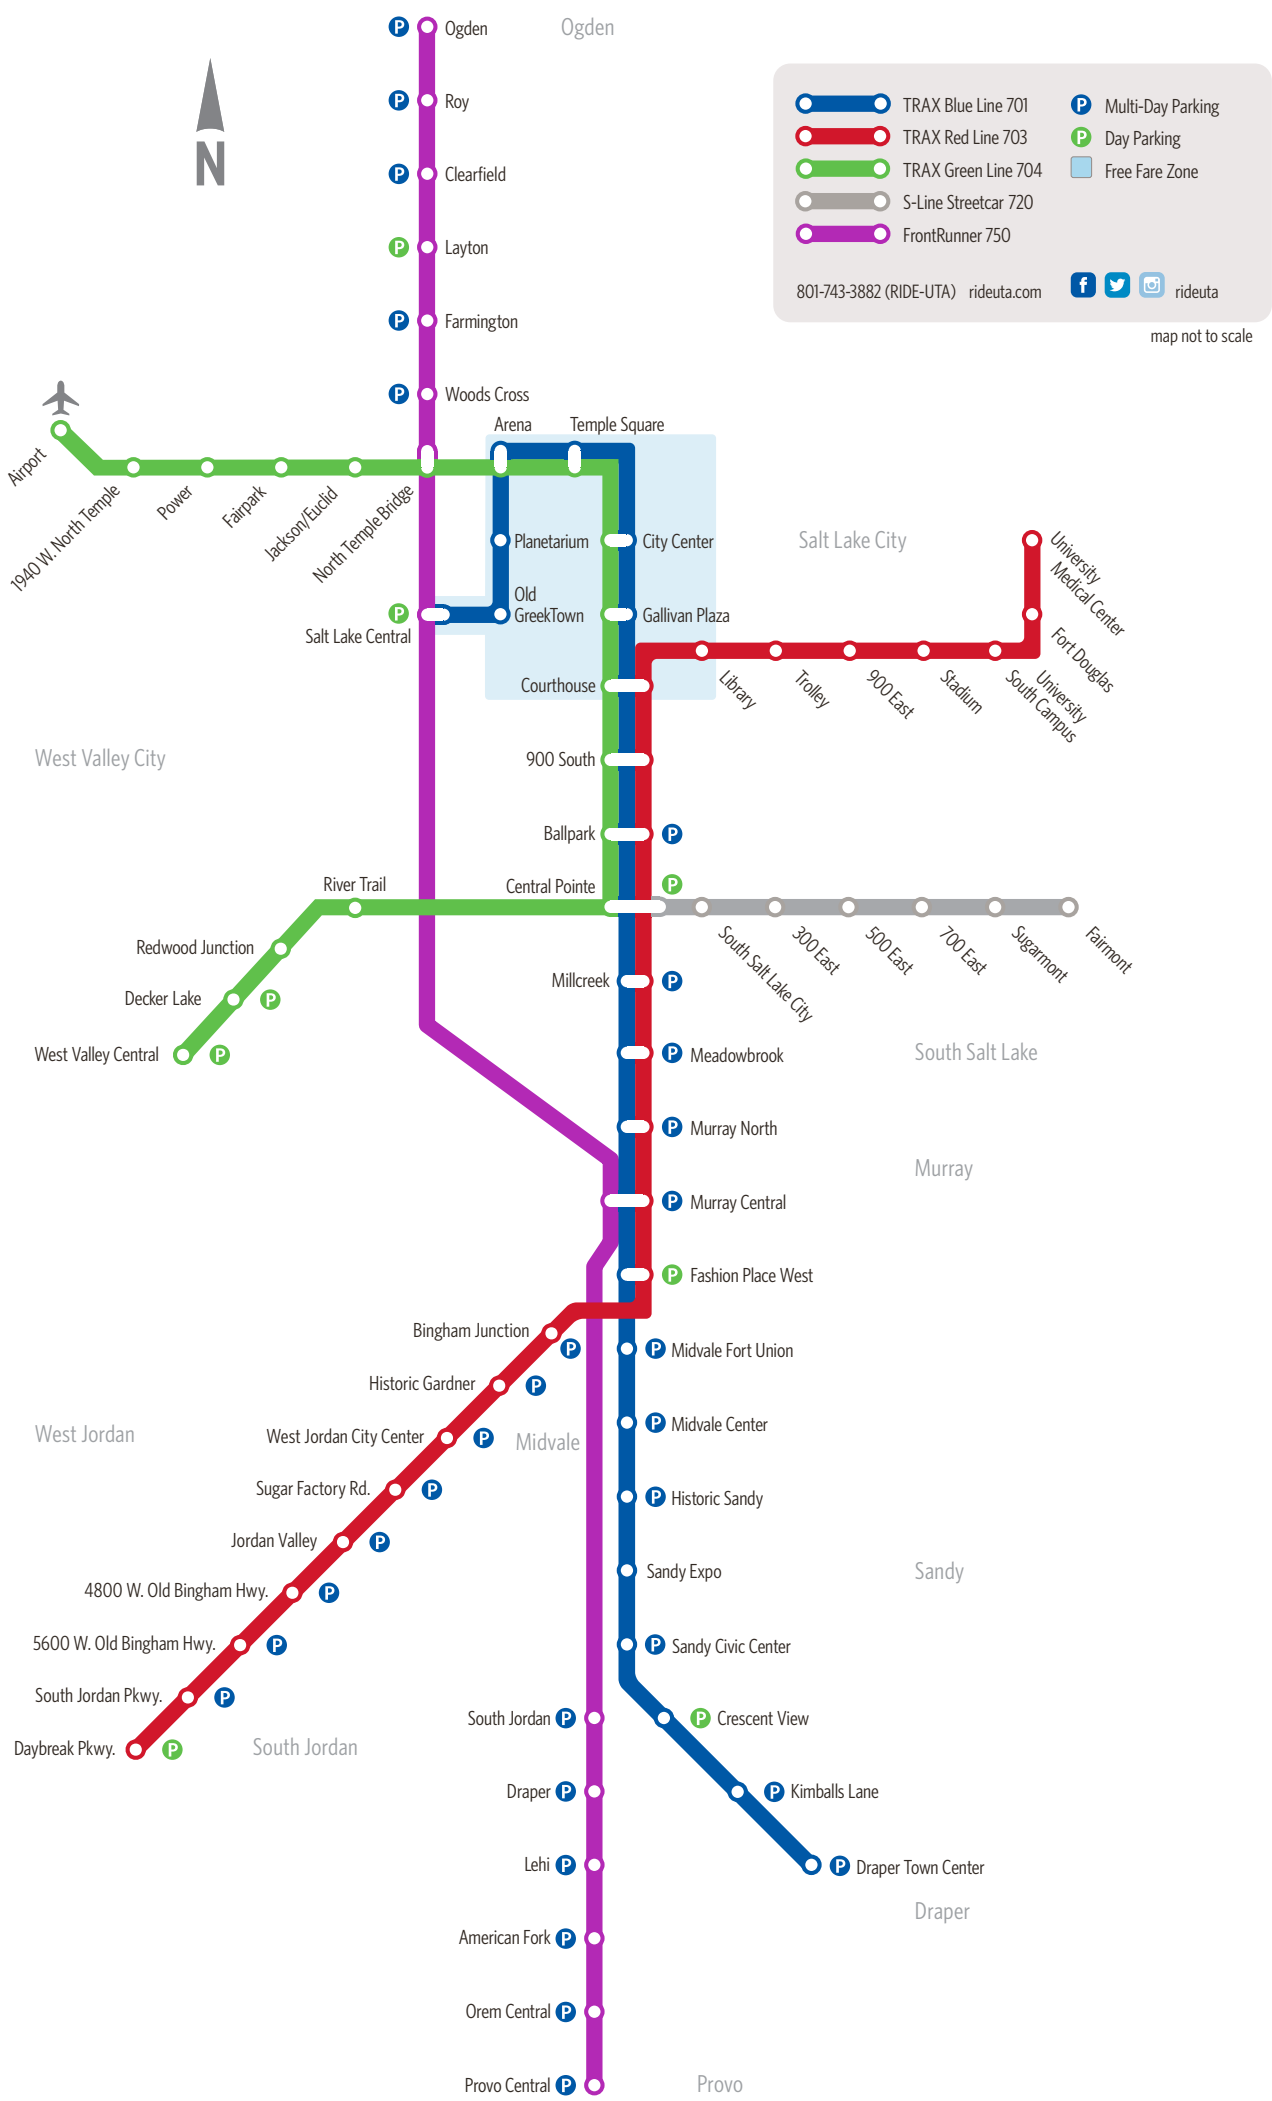 P Ogden
Ogden
P Roy
P Clearfield
P Layton
P Farmington
P Woods Cross
N
TRAX Blue Line 701
TRAX Red Line 703
TRAX Green Line 704
S-Line Streetcar 720
FrontRunner 750
P Multi-Day Parking
P Day Parking
Free Fare Zone
801-743-3882 (RIDE-UTA) rideuta.com
f rideuta
map not to scale
Arena
Temple Square
Airport
1940 W. North Temple
Power
Fairpark
Jackson/Euclid
North Temple Bridge
Planetarium
City Center
Salt Lake City
Old
GreekTown
Gallivan Plaza
P
Salt Lake Central
Courthouse
University
Medical Center
Fort Douglas
Library
Trolley
900 East
Stadium
University
South Campus
West Valley City
900 South
Ballpark P
Central Pointe P
River Trail
Redwood Junction
Decker Lake P
West Valley Central P
South Salt Lake City
300 East
500 East
700 East
Sugarmont
Fairmont
Millcreek P
P Meadowbrook
South Salt Lake
P Murray North
Murray
P Murray Central
P Fashion Place West
Bingham Junction
P
Historic Gardner P
West Jordan City Center P
Sugar Factory Rd. P
Jordan Valley P
4800 W. Old Bingham Hwy. P
5600 W. Old Bingham Hwy. P
South Jordan Pkwy. P
Daybreak Pkwy. P
West Jordan
Midvale
South Jordan
P Midvale Fort Union
P Midvale Center
P Historic Sandy
Sandy Expo
Sandy
P Sandy Civic Center
South Jordan P
P Crescent View
Draper P
P Kimballs Lane
Lehi P
P Draper Town Center
Draper
American Fork P
Orem Central P
Provo Central P
Provo